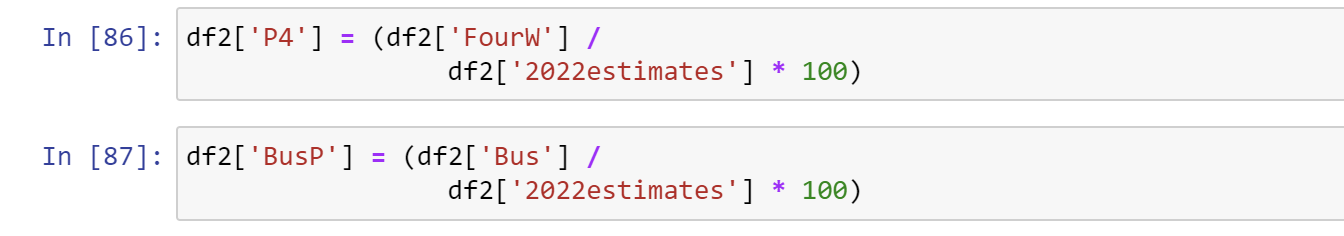 In [86]: df2['P4'] = (df2['FourW'] /
df2['2022estimates'] * 100)
In [87]: df2['BusP'] = (df2['Bus'] /
df2['2022estimates'] * 100)